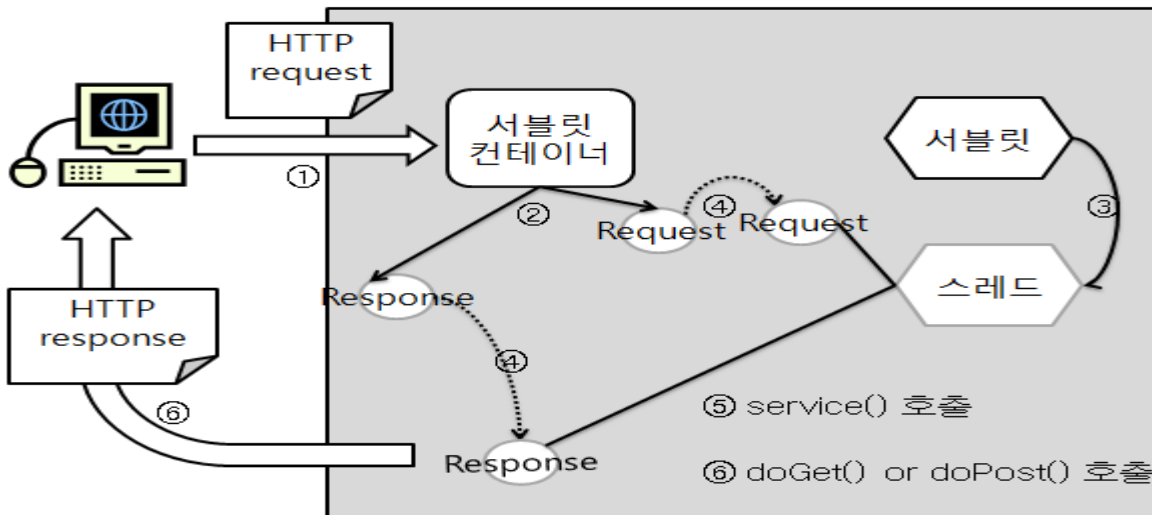 HTTP
request
서블릿
컨테이너
서블릿
①
②
③
Request
④
Request
Response
스레드
HTTP
response
④
⑥
⑤ service() 호출
Response
⑥ doGet() or doPost() 호출